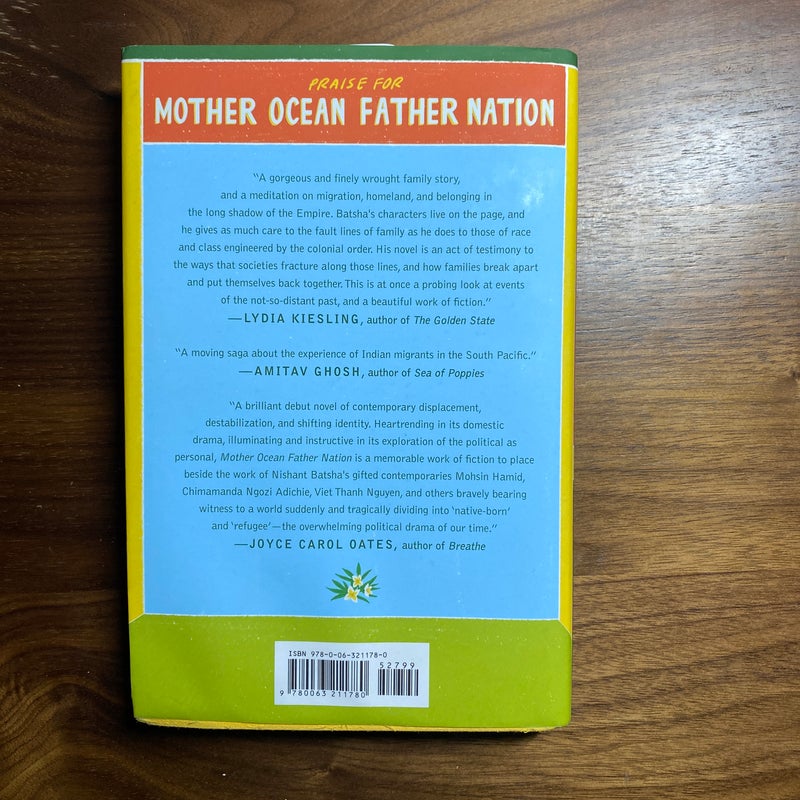 PRAISE FOR
MOTHER OCEAN FATHER NATION
“A gorgeous and finely wrought family story,
and a meditation on migration, homeland, and belonging in
the long shadow of the Empire. Batsha's characters live on the page, and
he gives as much care to the fault lines of family as he does to those of race
and class engineered by the colonial order. His novel is an act of testimony to
the ways that societies fracture along those lines, and how families break apart
and put themselves back together. This is at once a probing look at events
of the not-so-distant past, and a beautiful work of fiction.”
—LYDIA KIESLING, author of The Golden State
“A moving saga about the experience of Indian migrants in the South Pacific.”
—AMITAV GHOSH, author of Sea of Poppies
“A brilliant debut novel of contemporary displacement,
destabilization, and shifting identity. Heartrending in its domestic
drama, illuminating and instructive in its exploration of the political as
personal, Mother Ocean Father Nation is a memorable work of fiction to place
beside the work of Nishant Batsha's gifted contemporaries Mohsin Hamid,
Chimamanda Ngozi Adichie, Viet Thanh Nguyen, and others bravely bearing
witness to a world suddenly and tragically dividing into ‘native-born’
and ‘refugee’—the overwhelming political drama of our time.”
—JOYCE CAROL OATES, author of Breathe
ISBN 978-0-06-321178-0
52799
9 780063 211780